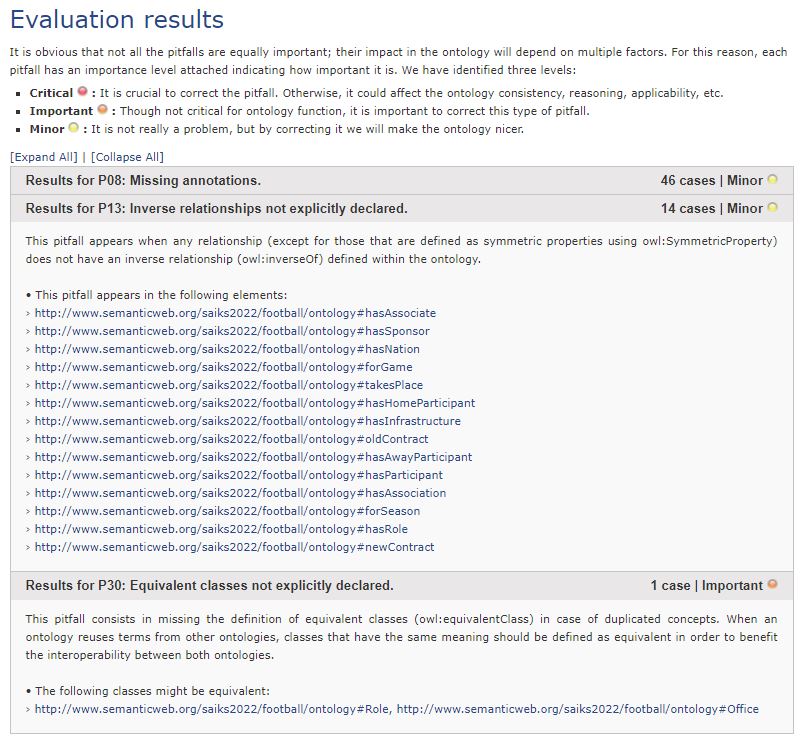 Evaluation results
It is obvious that not all the pitfalls are equally important; their impact in the ontology will depend on multiple factors. For this reason, each
pitfall has an importance level attached indicating how important it is. We have identified three levels:
Critical : It is crucial to correct the pitfall. Otherwise, it could affect the ontology consistency, reasoning, applicability, etc.
Important : Though not critical for ontology function, it is important to correct this type of pitfall.
Minor : It is not really a problem, but by correcting it we will make the ontology nicer.
[Expand All] | [Collapse All]
Results for P08: Missing annotations. 46 cases | Minor
Results for P13: Inverse relationships not explicitly declared. 14 cases | Minor
This pitfall appears when any relationship (except for those that are defined as symmetric properties using owl:SymmetricProperty)
does not have an inverse relationship (owl:inverseOf) defined within the ontology.
• This pitfall appears in the following elements:
› http://www.semanticweb.org/saiks2022/football/ontology#hasAssociate
› http://www.semanticweb.org/saiks2022/football/ontology#hasSponsor
› http://www.semanticweb.org/saiks2022/football/ontology#hasNation
› http://www.semanticweb.org/saiks2022/football/ontology#forGame
› http://www.semanticweb.org/saiks2022/football/ontology#takesPlace
› http://www.semanticweb.org/saiks2022/football/ontology#hasHomeParticipant
› http://www.semanticweb.org/saiks2022/football/ontology#hasInfrastructure
› http://www.semanticweb.org/saiks2022/football/ontology#oldContract
› http://www.semanticweb.org/saiks2022/football/ontology#hasAwayParticipant
› http://www.semanticweb.org/saiks2022/football/ontology#hasParticipant
› http://www.semanticweb.org/saiks2022/football/ontology#hasAssociation
› http://www.semanticweb.org/saiks2022/football/ontology#forSeason
› http://www.semanticweb.org/saiks2022/football/ontology#hasRole
› http://www.semanticweb.org/saiks2022/football/ontology#newContract
Results for P30: Equivalent classes not explicitly declared. 1 case | Important
This pitfall consists in missing the definition of equivalent classes (owl:equivalentClass) in case of duplicated concepts. When an
ontology reuses terms from other ontologies, classes that have the same meaning should be defined as equivalent in order to benefit
the interoperability between both ontologies.
• The following classes might be equivalent:
› http://www.semanticweb.org/saiks2022/football/ontology#Role, http://www.semanticweb.org/saiks2022/football/ontology#Office